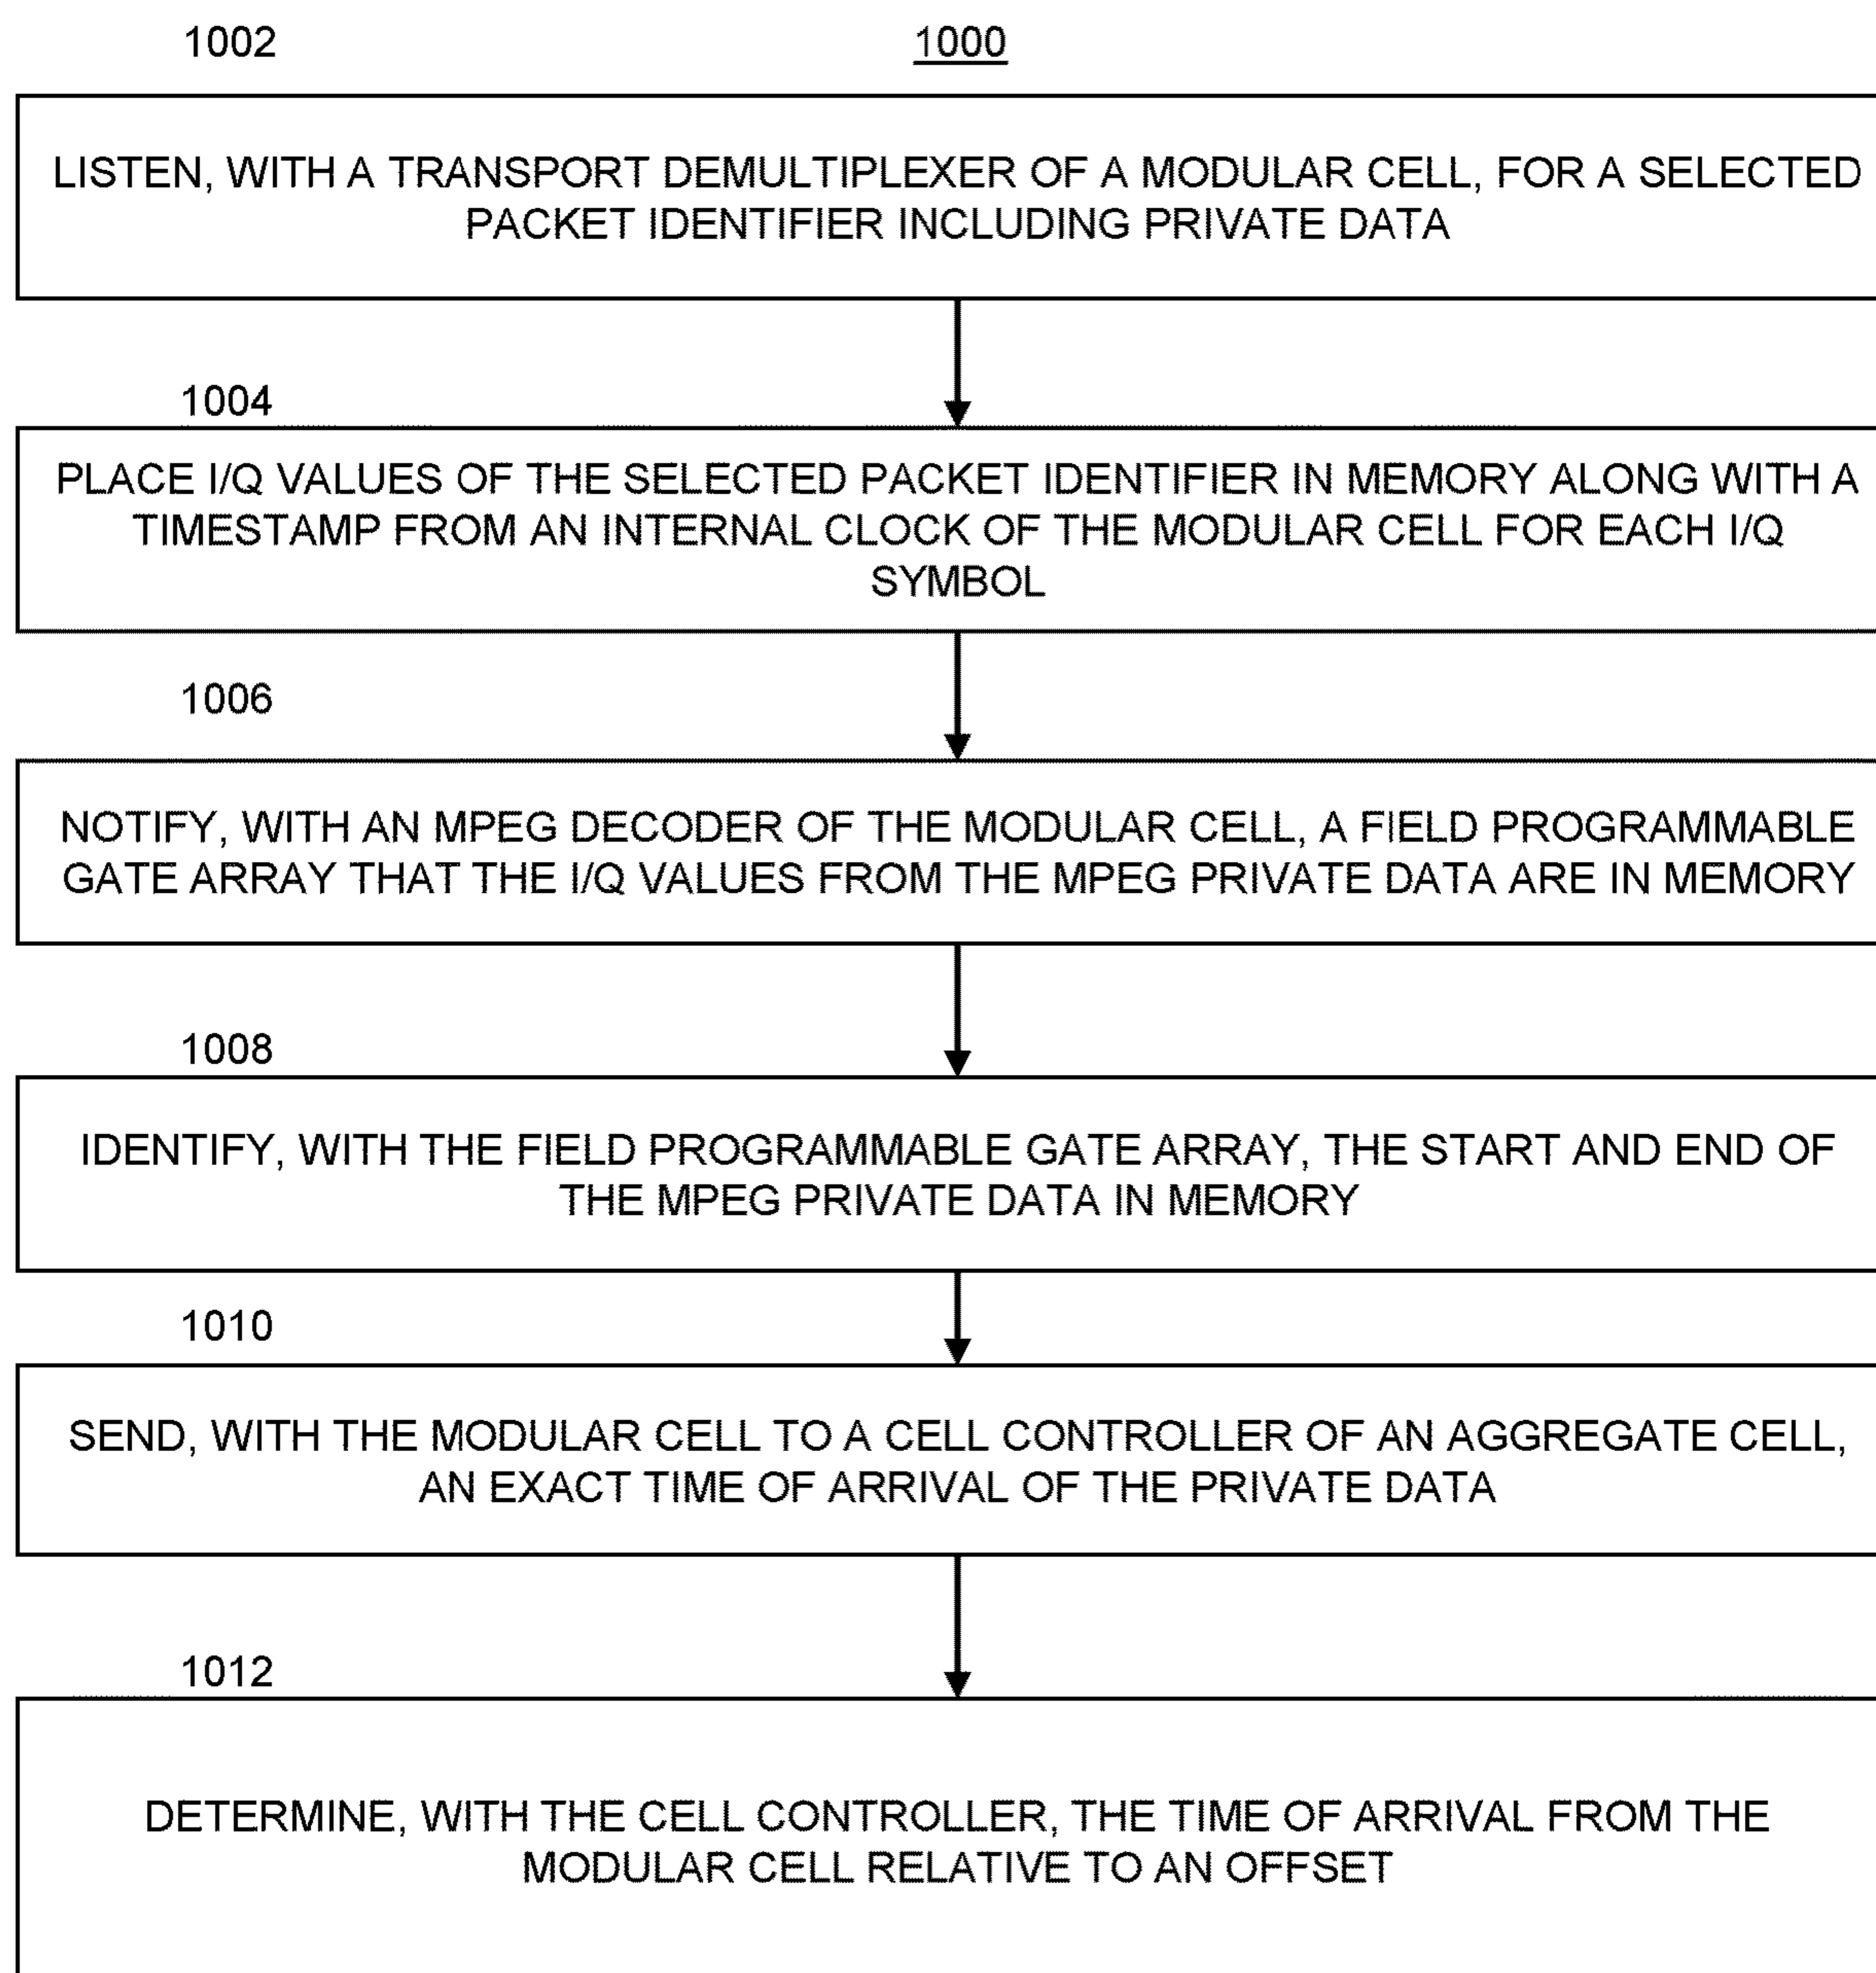 1002
1000
LISTEN, WITH A TRANSPORT DEMULTIPLEXER OF A MODULAR CELL, FOR A SELECTED
PACKET IDENTIFIER INCLUDING PRIVATE DATA
1004
PLACE I/Q VALUES OF THE SELECTED PACKET IDENTIFIER IN MEMORY ALONG WITH A
TIMESTAMP FROM AN INTERNAL CLOCK OF THE MODULAR CELL FOR EACH I/Q
SYMBOL
1006
NOTIFY, WITH AN MPEG DECODER OF THE MODULAR CELL, A FIELD PROGRAMMABLE
GATE ARRAY THAT THE I/Q VALUES FROM THE MPEG PRIVATE DATA ARE IN MEMORY
1008
IDENTIFY, WITH THE FIELD PROGRAMMABLE GATE ARRAY, THE START AND END OF
THE MPEG PRIVATE DATA IN MEMORY
1010
SEND, WITH THE MODULAR CELL TO A CELL CONTROLLER OF AN AGGREGATE CELL,
AN EXACT TIME OF ARRIVAL OF THE PRIVATE DATA
1012
DETERMINE, WITH THE CELL CONTROLLER, THE TIME OF ARRIVAL FROM THE
MODULAR CELL RELATIVE TO AN OFFSET